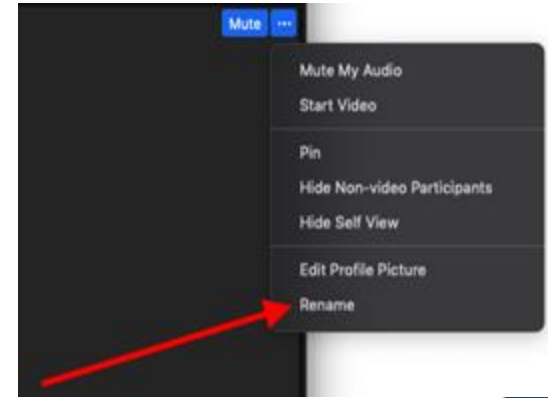 Mute ...
Mute My Audio
Start Video
Pin
Hide Non-video Participants
Hide Self View
Edit Profile Picture
Rename